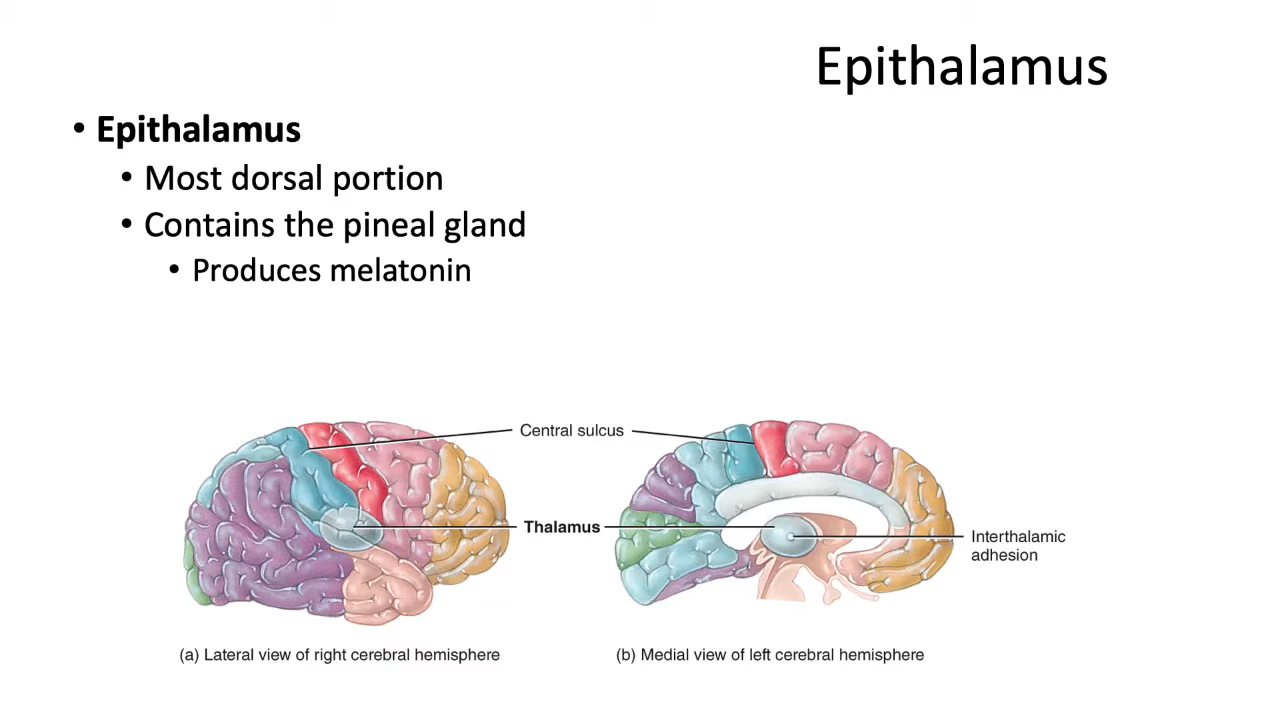 Epithalamus
• Epithalamus
• Most dorsal portion
• Contains the pineal gland
• Produces melatonin
Central sulcus
Thalamus
Interthalamic
adhesion
(a) Lateral view of right cerebral hemisphere
(b) Medial view of left cerebral hemisphere